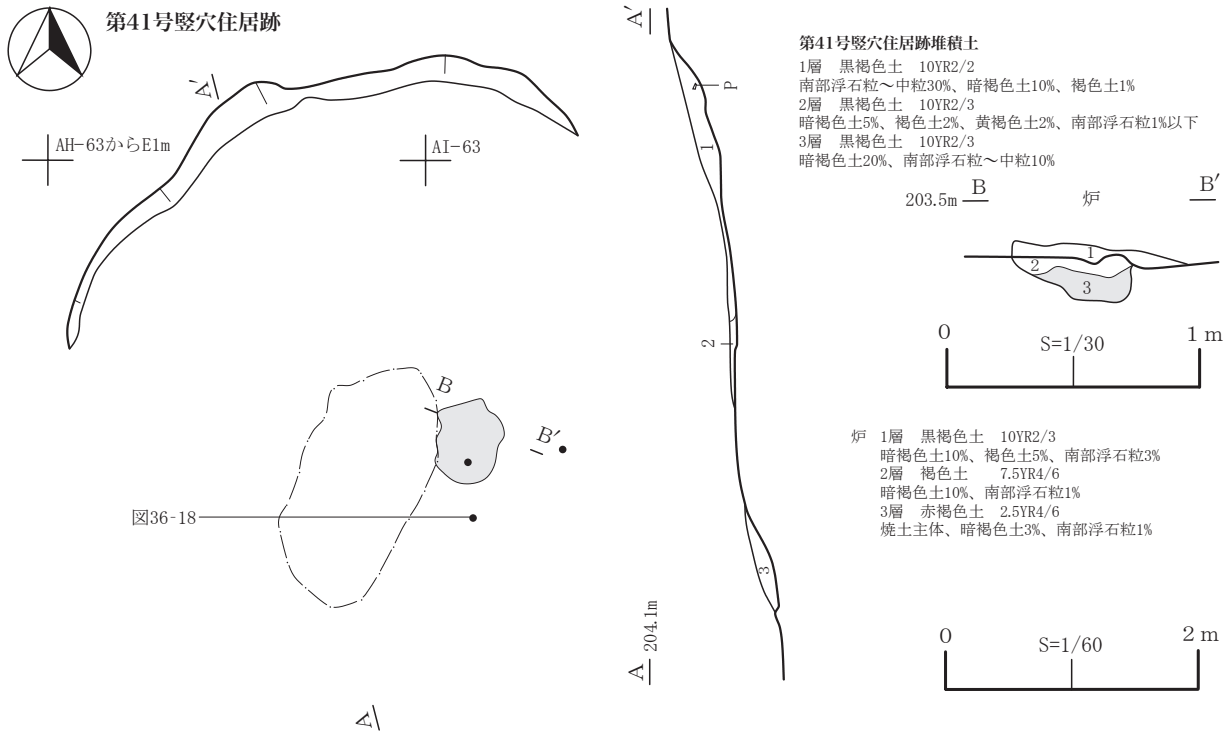 第41号竪穴住居跡
A′
AH-63からE1m
AI-63
B
B′
図36-18
A
A′
P
1
2
3
A 204.1m
第41号竪穴住居跡堆積土
1層 黒褐色土 10YR2/2
南部浮石粒～中粒30%、暗褐色土10%、褐色土1%
2層 黒褐色土 10YR2/3
暗褐色土5%、褐色土2%、黄褐色土2%、南部浮石粒1%以下
3層 黒褐色土 10YR2/3
暗褐色土20%、南部浮石粒～中粒10%
203.5m B 炉 B′
1
2
3
0 S=1/30 1 m
炉 1層 黒褐色土 10YR2/3
暗褐色土10%、褐色土5%、南部浮石粒3%
2層 褐色土 7.5YR4/6
暗褐色土10%、南部浮石粒1%
3層 赤褐色土 2.5YR4/6
焼土主体、暗褐色土3%、南部浮石粒1%
0 S=1/60 2 m